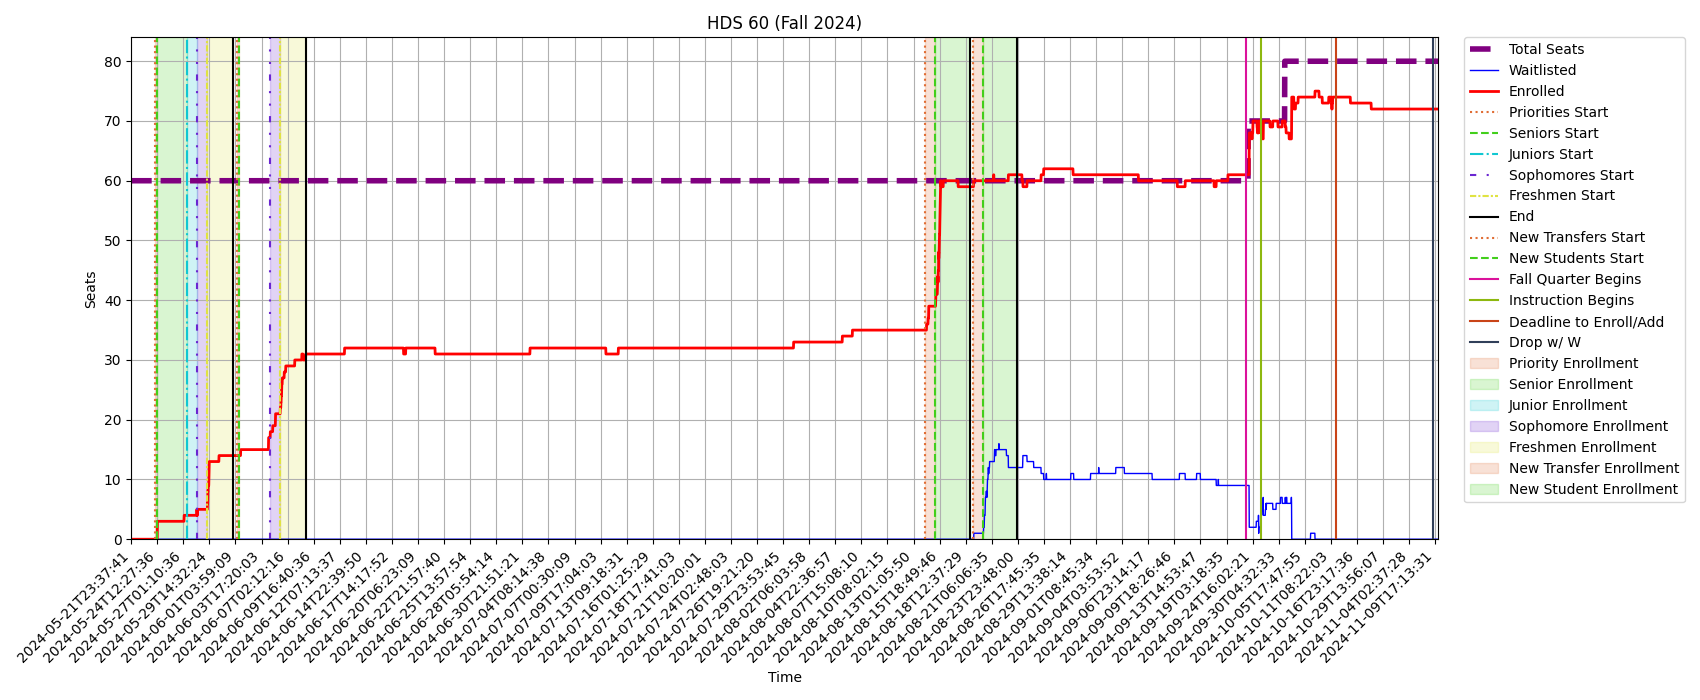 HDS 60 (Fall 2024)
Seats
80
70
60
50
40
30
20
10
0
2024-05-21T23:37:41
2024-05-24T12:27:36
2024-05-27T01:10:36
2024-05-29T14:32:24
2024-06-01T03:59:09
2024-06-03T17:20:03
2024-06-07T02:12:16
2024-06-09T16:40:36
2024-06-12T07:13:37
2024-06-14T22:39:50
2024-06-17T14:17:52
2024-06-20T06:23:09
2024-06-22T21:57:40
2024-06-25T13:57:54
2024-06-28T05:54:14
2024-06-30T21:51:21
2024-07-04T08:14:38
2024-07-07T00:30:09
2024-07-09T17:04:03
2024-07-13T09:18:31
2024-07-16T01:25:29
2024-07-18T17:41:03
2024-07-21T10:20:01
2024-07-24T02:48:03
2024-07-26T19:21:20
2024-07-29T23:53:45
2024-08-02T06:03:58
2024-08-04T22:36:57
2024-08-07T15:08:10
2024-08-10T08:02:15
2024-08-13T01:05:50
2024-08-15T18:49:46
2024-08-18T12:37:29
2024-08-21T06:06:35
2024-08-23T23:48:00
2024-08-26T17:45:35
2024-08-29T13:38:14
2024-09-01T08:45:34
2024-09-04T03:53:52
2024-09-06T23:14:17
2024-09-09T18:26:46
2024-09-13T14:53:47
2024-09-19T03:18:35
2024-09-24T16:02:21
2024-09-30T04:32:33
2024-10-05T17:47:55
2024-10-11T08:22:03
2024-10-16T23:17:36
2024-10-29T13:56:07
2024-11-04T02:37:28
2024-11-09T17:13:31
Time
Total Seats
Waitlisted
Enrolled
Priorities Start
Seniors Start
Juniors Start
Sophomores Start
Freshmen Start
End
New Transfers Start
New Students Start
Fall Quarter Begins
Instruction Begins
Deadline to Enroll/Add
Drop w/ W
Priority Enrollment
Senior Enrollment
Junior Enrollment
Sophomore Enrollment
Freshmen Enrollment
New Transfer Enrollment
New Student Enrollment